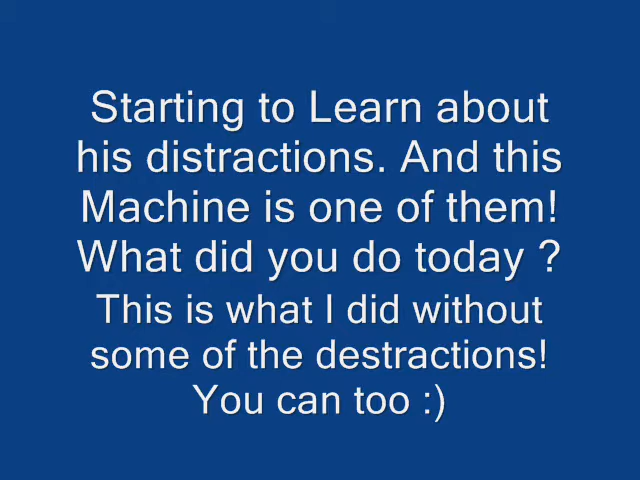 Starting to Learn about
his distractions. And this
Machine is one of them!
What did you do today ?
This is what I did without
some of the destractions!
You can too :)